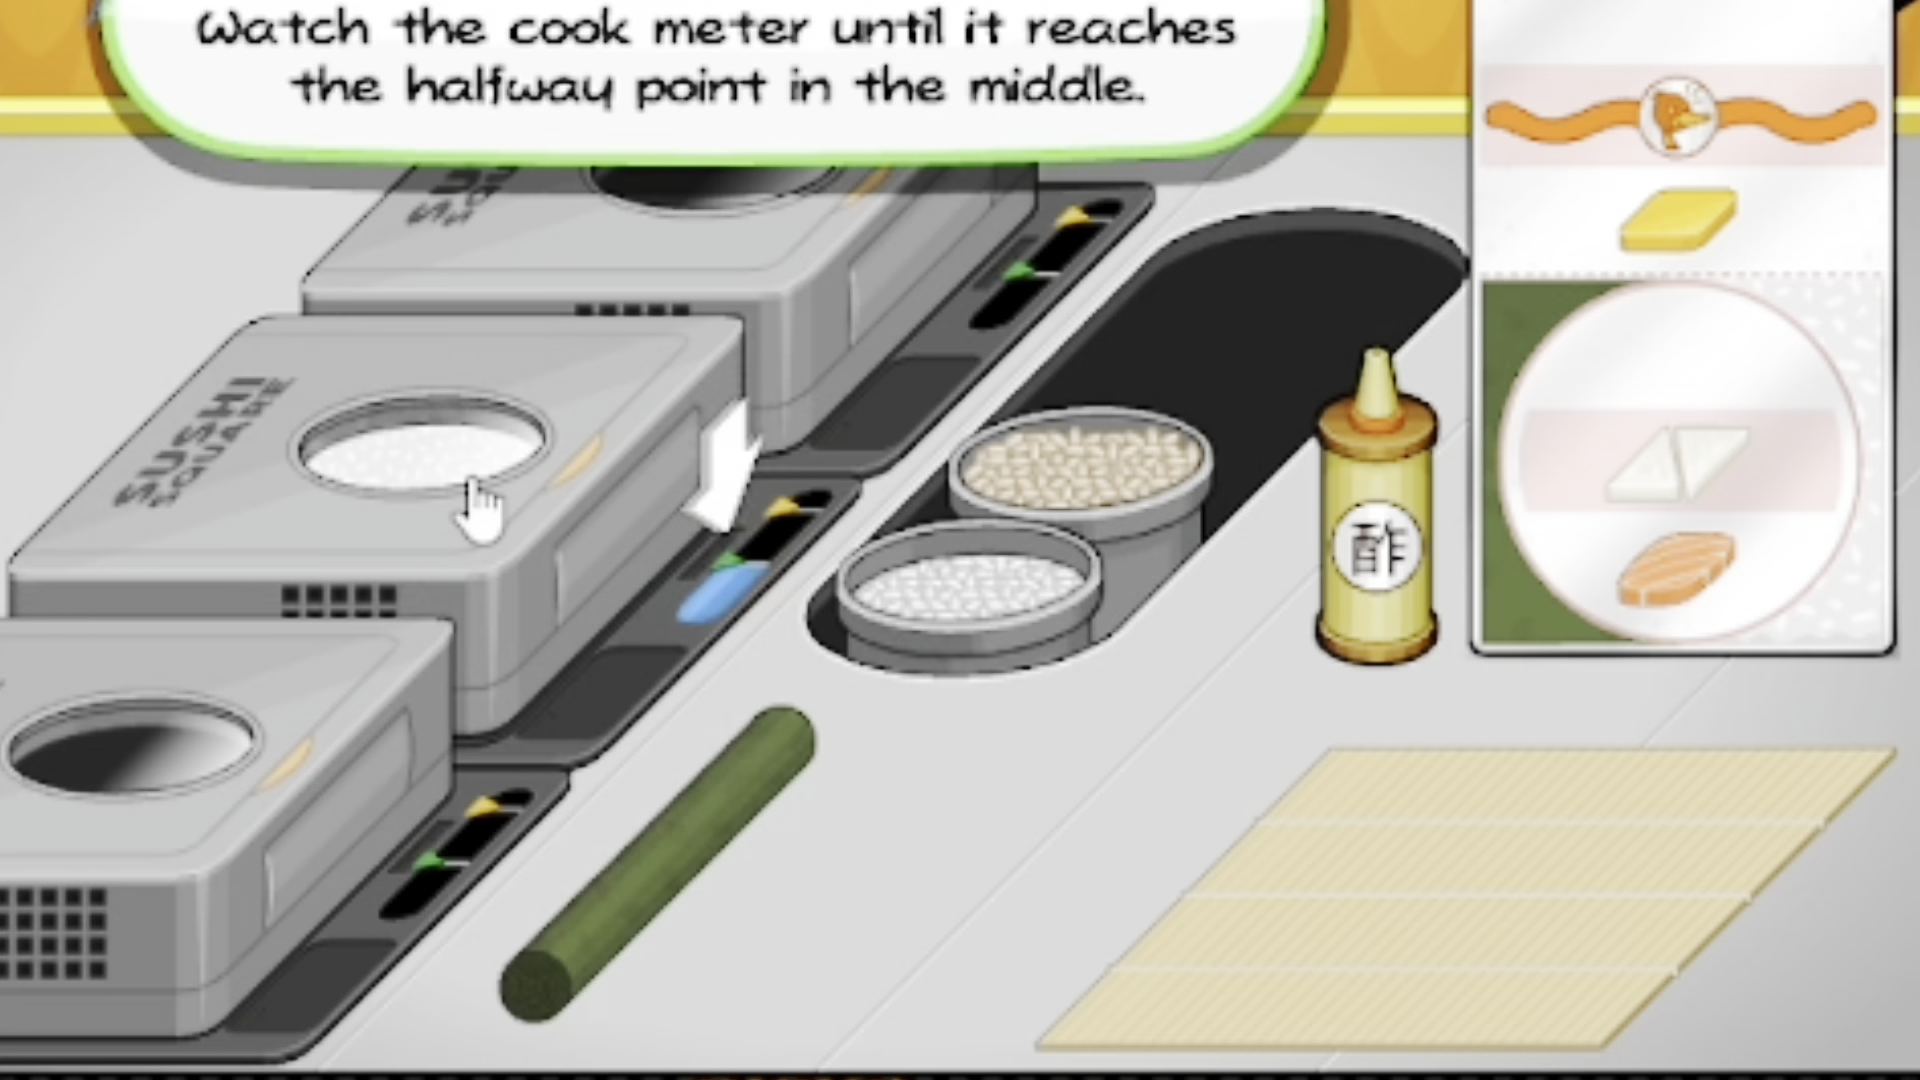 Watch the cook meter until it reaches
the halfway point in the middle.
SUSHI
SQUARE
酢